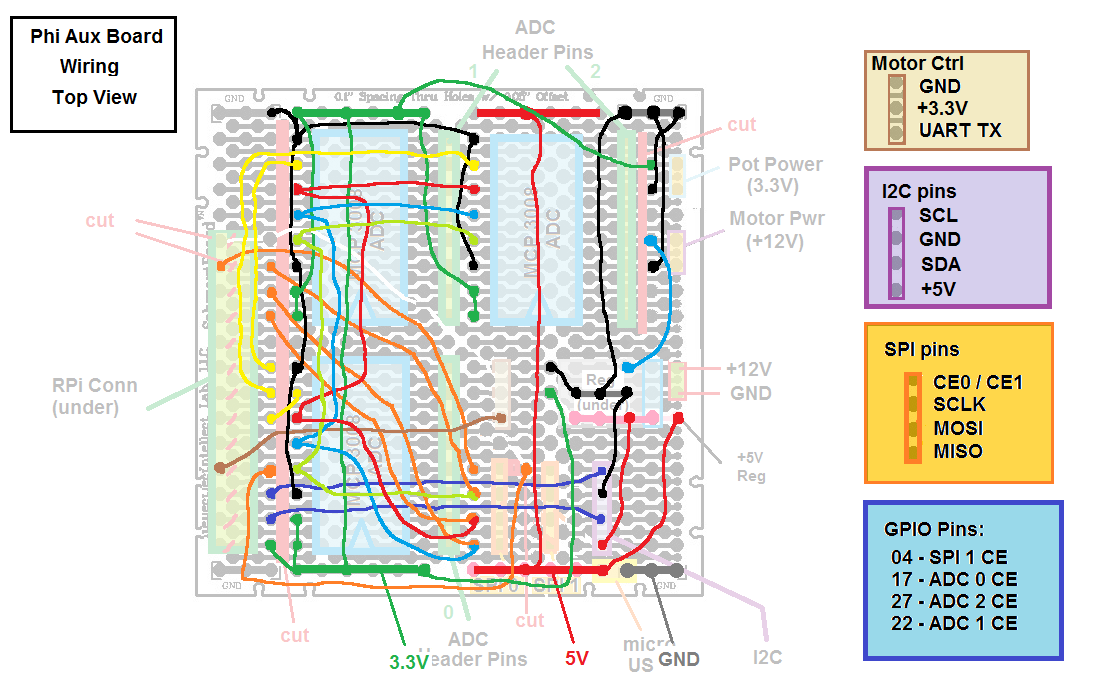 Phi Aux Board
Wiring
Top View
ADC
Header Pins
1
2
GND
0.1" Spacing Thru Holes w/
Offset
GND
cut
Pot Power
(3.3V)
Motor Pwr
(+12V)
cut
MCP 3008
ADC
MCP 3008
ADC
RPi Conn
(under)
MCP 3008
ADC
Reg
(under)
+12V
GND
+5V
Reg
GND
SPI 0
SPI 1
GND
cut
0
ADC
Header Pins
cut
3.3V
5V
micro
US
GND
I2C
Motor Ctrl
GND
+3.3V
UART TX
I2C pins
SCL
GND
SDA
+5V
SPI pins
CE0 / CE1
SCLK
MOSI
MISO
GPIO Pins:
04 - SPI 1 CE
17 - ADC 0 CE
27 - ADC 2 CE
22 - ADC 1 CE